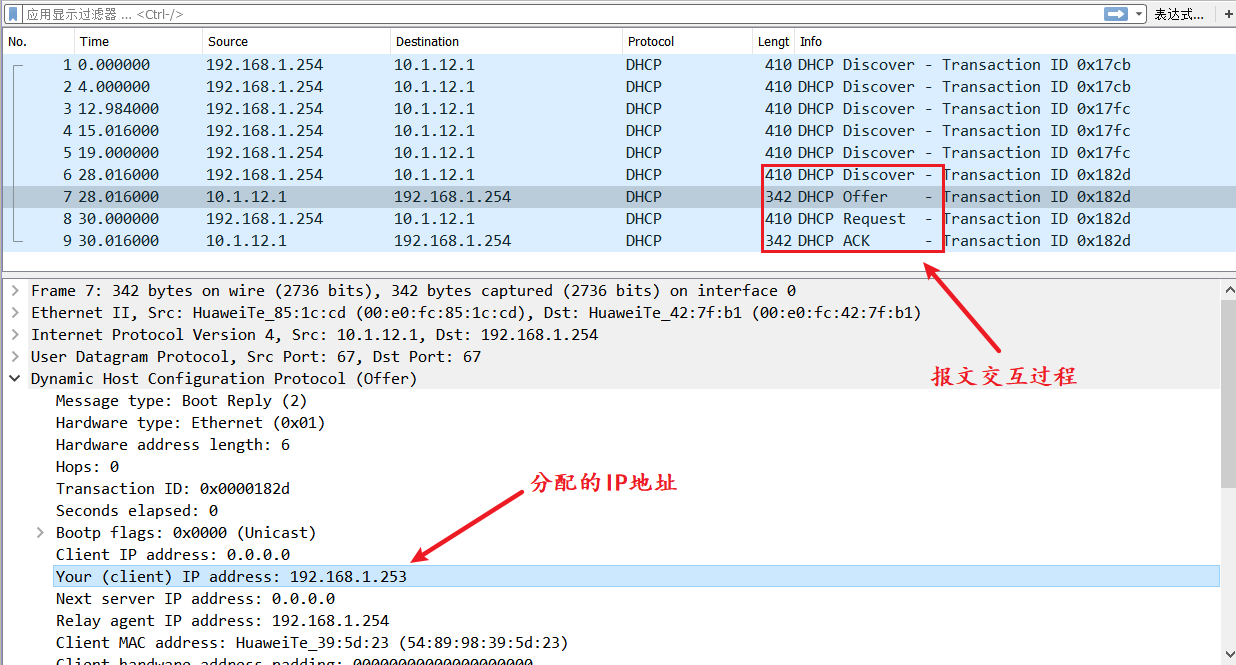 应用显示过滤器 … <Ctrl-/> 表达式… +
No. Time Source Destination Protocol Lengt Info
1 0.000000 192.168.1.254 10.1.12.1 DHCP 410 DHCP Discover - Transaction ID 0x17cb
2 4.000000 192.168.1.254 10.1.12.1 DHCP 410 DHCP Discover - Transaction ID 0x17cb
3 12.984000 192.168.1.254 10.1.12.1 DHCP 410 DHCP Discover - Transaction ID 0x17fc
4 15.016000 192.168.1.254 10.1.12.1 DHCP 410 DHCP Discover - Transaction ID 0x17fc
5 19.000000 192.168.1.254 10.1.12.1 DHCP 410 DHCP Discover - Transaction ID 0x17fc
6 28.016000 192.168.1.254 10.1.12.1 DHCP 410 DHCP Discover - Transaction ID 0x182d
7 28.016000 10.1.12.1 192.168.1.254 DHCP 342 DHCP Offer - Transaction ID 0x182d
8 30.000000 192.168.1.254 10.1.12.1 DHCP 410 DHCP Request - Transaction ID 0x182d
9 30.016000 10.1.12.1 192.168.1.254 DHCP 342 DHCP ACK - Transaction ID 0x182d
Frame 7: 342 bytes on wire (2736 bits), 342 bytes captured (2736 bits) on interface 0
Ethernet II, Src: HuaweiTe_85:1c:cd (00:e0:fc:85:1c:cd), Dst: HuaweiTe_42:7f:b1 (00:e0:fc:42:7f:b1)
Internet Protocol Version 4, Src: 10.1.12.1, Dst: 192.168.1.254
User Datagram Protocol, Src Port: 67, Dst Port: 67
报文交互过程
Dynamic Host Configuration Protocol (Offer)
Message type: Boot Reply (2)
Hardware type: Ethernet (0x01)
Hardware address length: 6
Hops: 0
分配的IP地址
Transaction ID: 0x0000182d
Seconds elapsed: 0
Bootp flags: 0x0000 (Unicast)
Client IP address: 0.0.0.0
Your (client) IP address: 192.168.1.253
Next server IP address: 0.0.0.0
Relay agent IP address: 192.168.1.254
Client MAC address: HuaweiTe_39:5d:23 (54:89:98:39:5d:23)
Client hardware address padding: 00000000000000000000